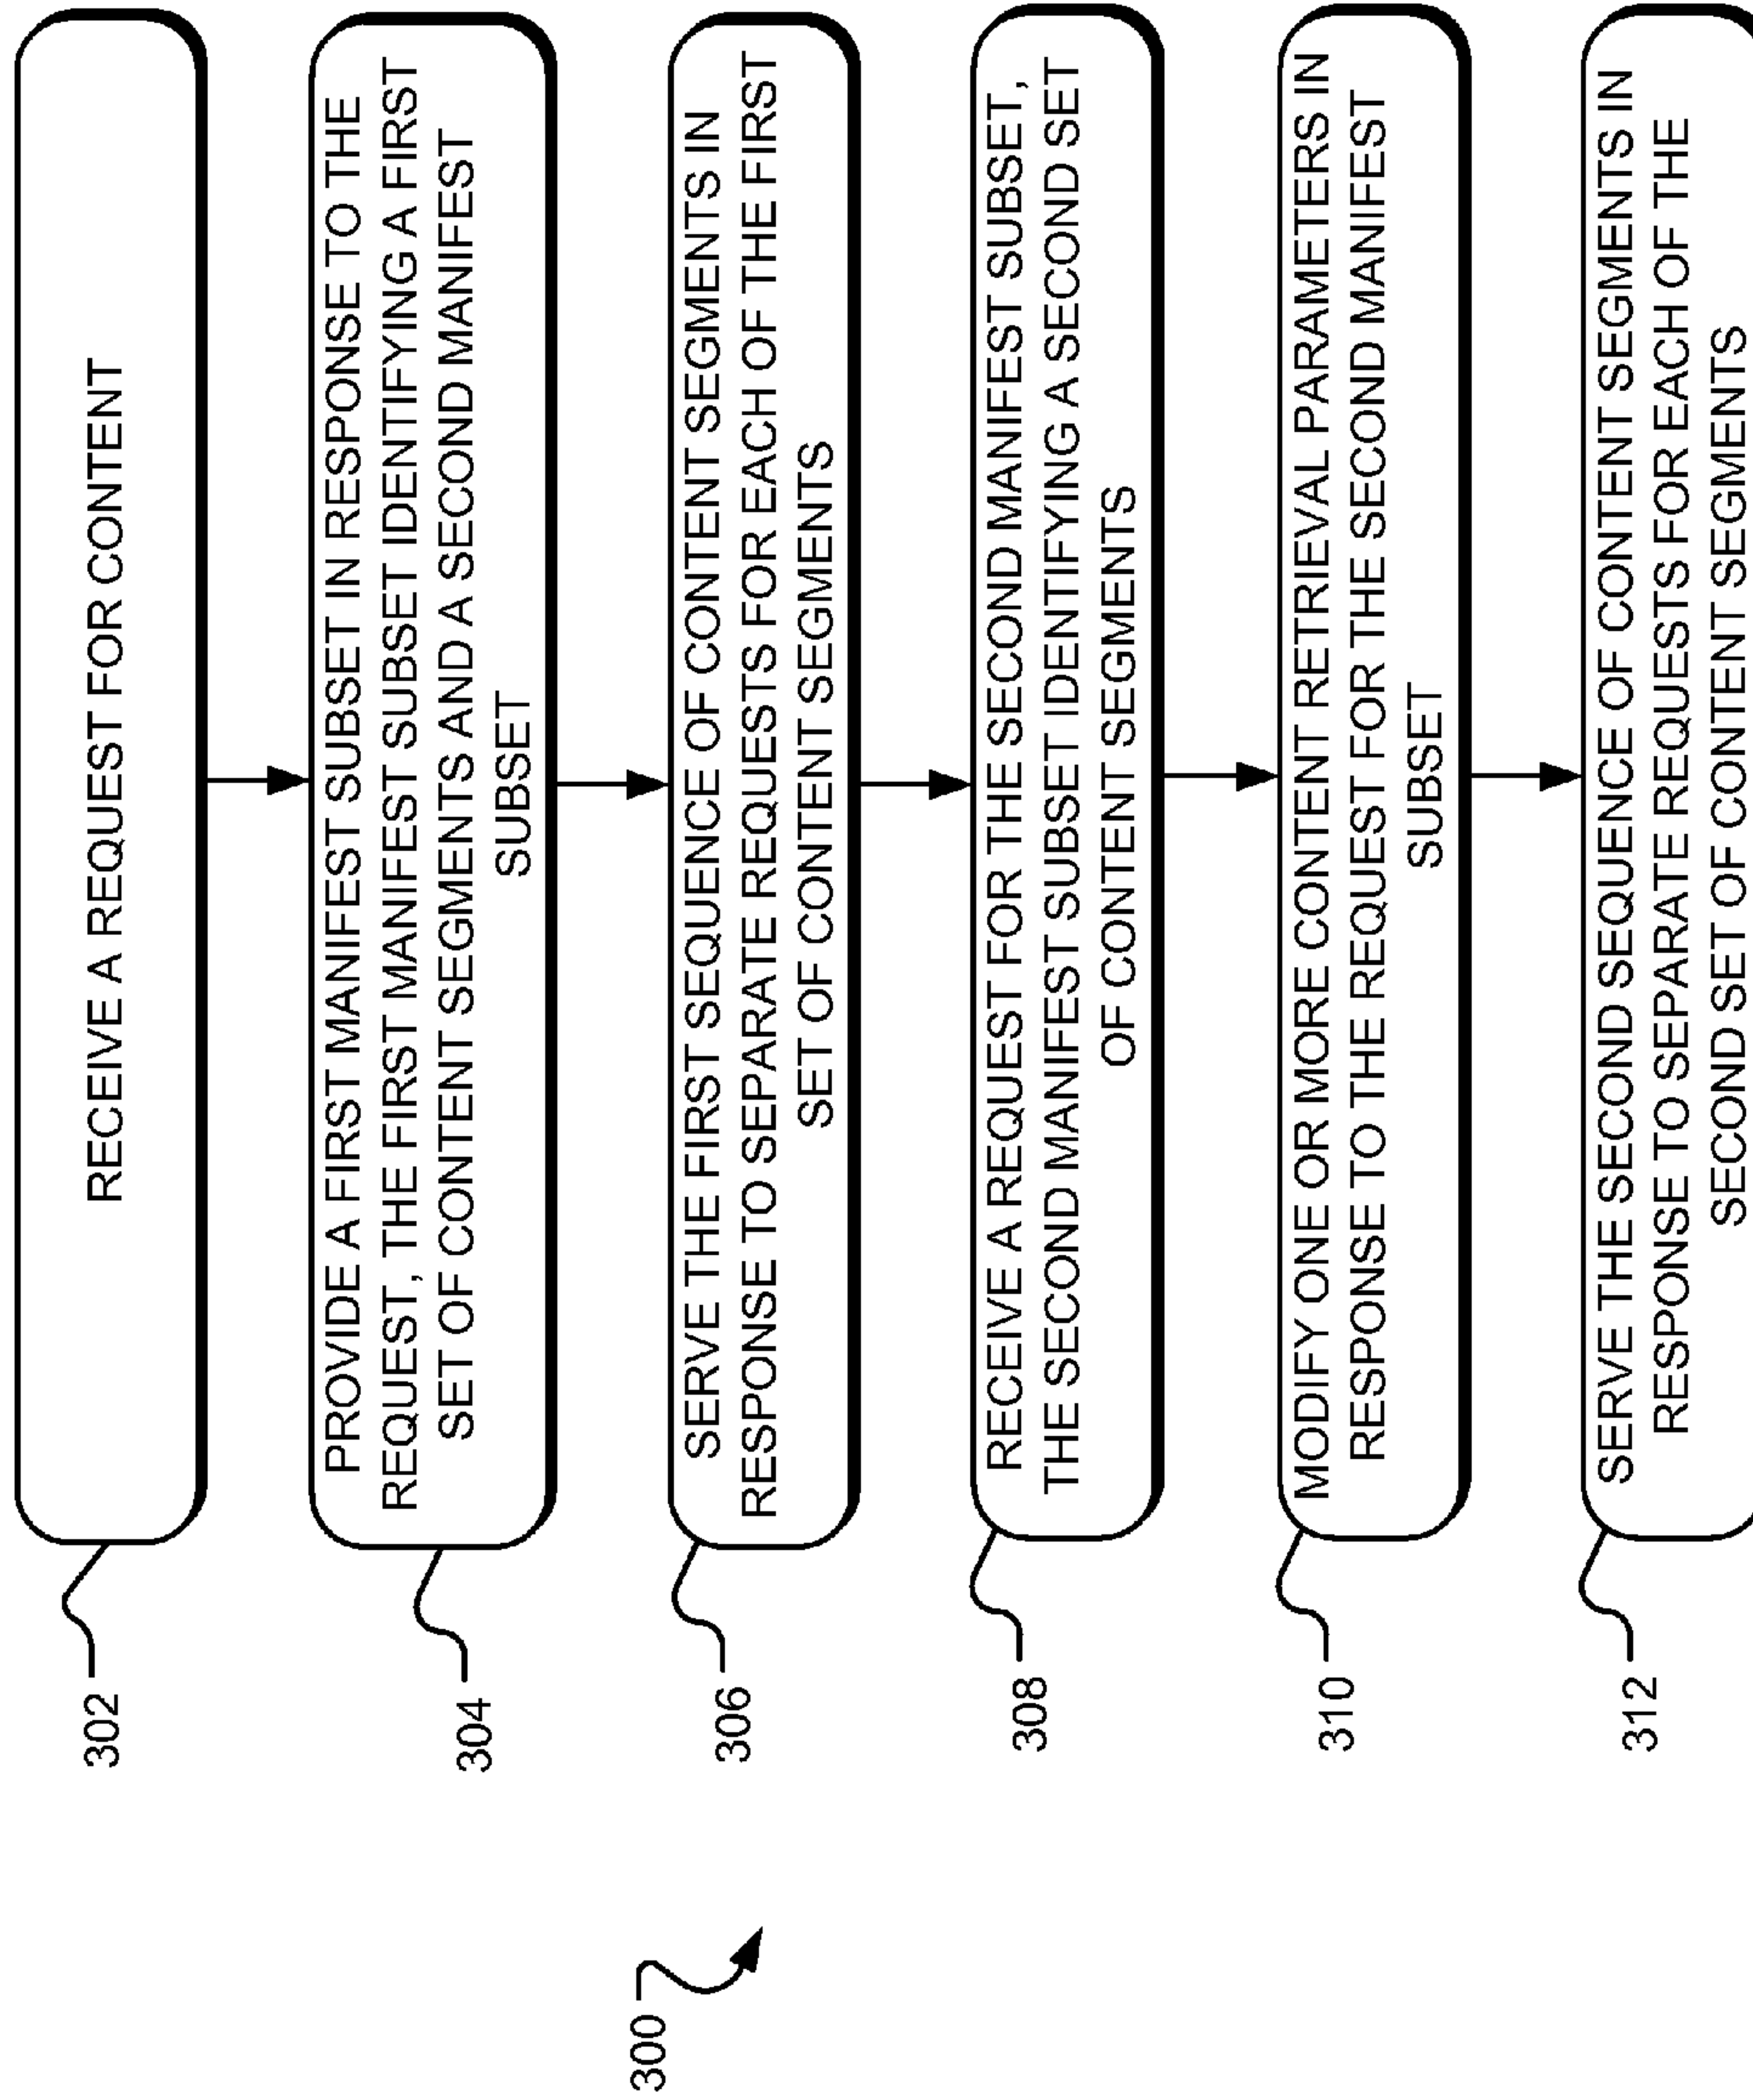 300
302
RECEIVE A REQUEST FOR CONTENT
304
PROVIDE A FIRST MANIFEST SUBSET IN RESPONSE TO THE
REQUEST, THE FIRST MANIFEST SUBSET IDENTIFYING A FIRST
SET OF CONTENT SEGMENTS AND A SECOND MANIFEST
SUBSET
306
SERVE THE FIRST SEQUENCE OF CONTENT SEGMENTS IN
RESPONSE TO SEPARATE REQUESTS FOR EACH OF THE FIRST
SET OF CONTENT SEGMENTS
308
RECEIVE A REQUEST FOR THE SECOND MANIFEST SUBSET,
THE SECOND MANIFEST SUBSET IDENTIFYING A SECOND SET
OF CONTENT SEGMENTS
310
MODIFY ONE OR MORE CONTENT RETRIEVAL PARAMETERS IN
RESPONSE TO THE REQUEST FOR THE SECOND MANIFEST
SUBSET
312
SERVE THE SECOND SEQUENCE OF CONTENT SEGMENTS IN
RESPONSE TO SEPARATE REQUESTS FOR EACH OF THE
SECOND SET OF CONTENT SEGMENTS